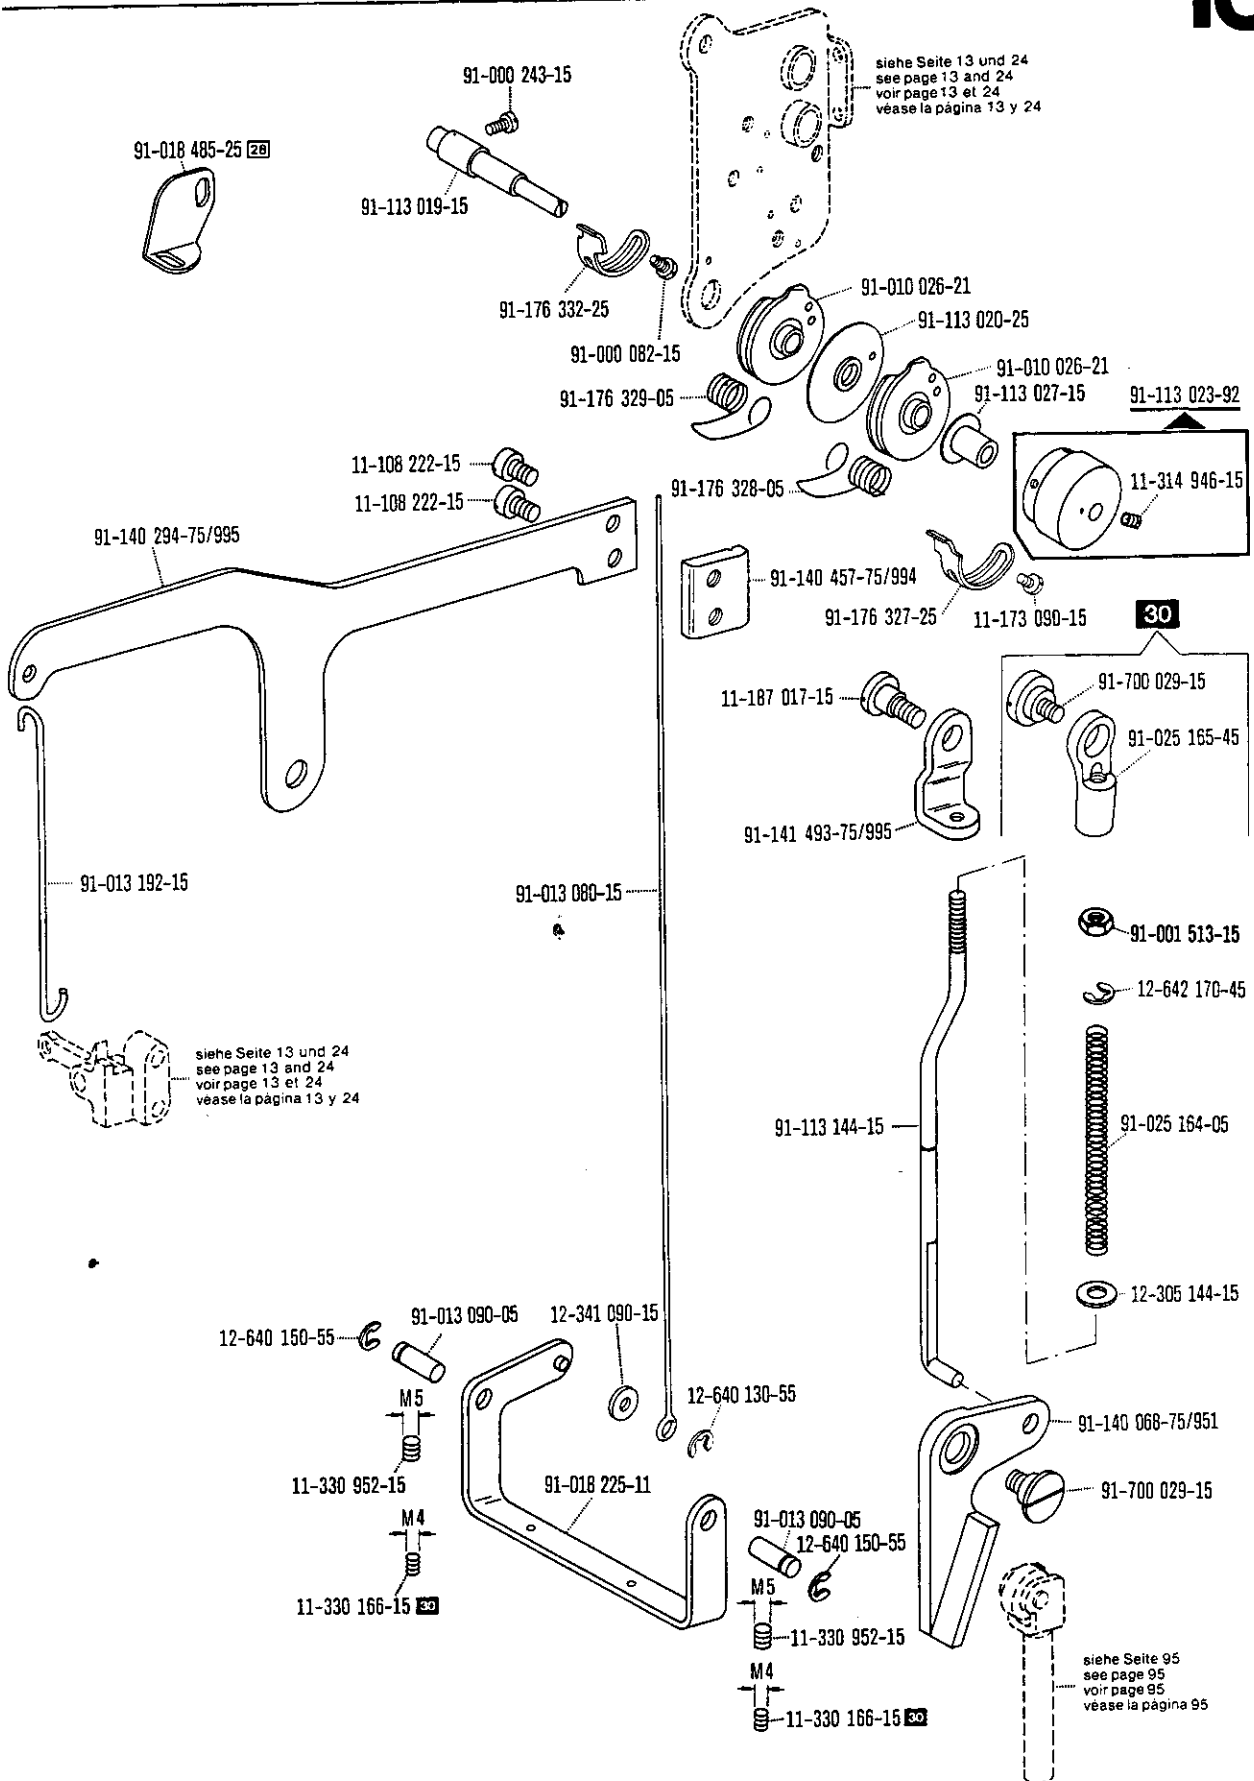 91-000 243-15
siehe Seite 13 und 24
see page 13 and 24
voir page 13 et 24
véase la página 13 y 24
91-018 485-25 28
91-113 019-15
91-176 332-25
91-000 082-15
91-010 026-21
91-113 020-25
91-010 026-21
91-176 329-05
91-113 027-15
91-113 023-92
11-108 222-15
11-108 222-15
91-176 328-05
11-314 946-15
91-140 294-75/995
91-140 457-75/994
91-176 327-25
11-173 090-15
30
11-187 017-15
91-700 029-15
91-025 165-45
91-141 493-75/995
91-013 192-15
91-013 080-15
91-001 513-15
12-642 170-45
siehe Seite 13 und 24
see page 13 and 24
voir page 13 et 24
véase la página 13 y 24
91-113 144-15
91-025 164-05
12-305 144-15
91-013 090-05
12-341 090-15
12-640 150-55
M5
12-640 130-55
91-140 068-75/951
11-330 952-15
91-018 225-11
91-700 029-15
M4
91-013 090-05
12-640 150-55
11-330 166-15 30
M5
11-330 952-15
M4
11-330 166-15 30
siehe Seite 95
see page 95
voir page 95
véase la página 95